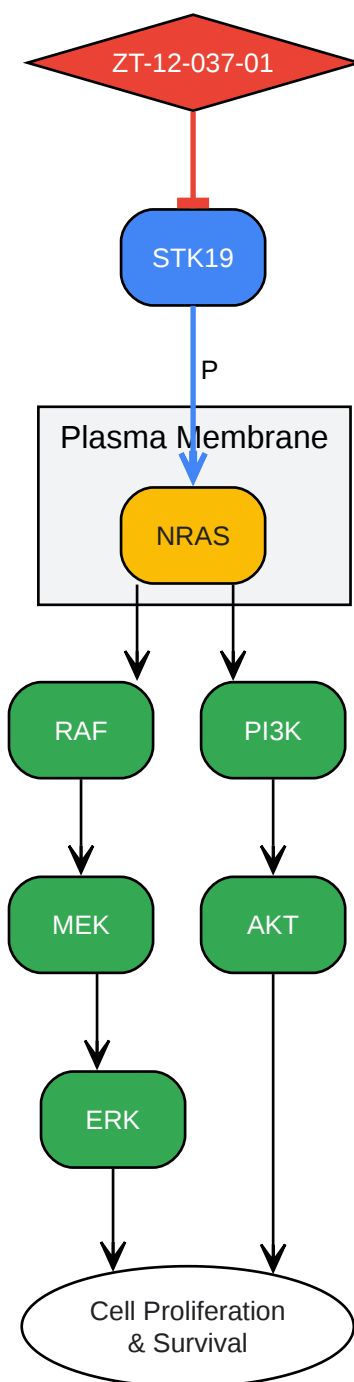 ZT-12-037-01
STK19
P
Plasma Membrane
NRAS
RAF
PI3K
MEK
AKT
ERK
Cell Proliferation
& Survival